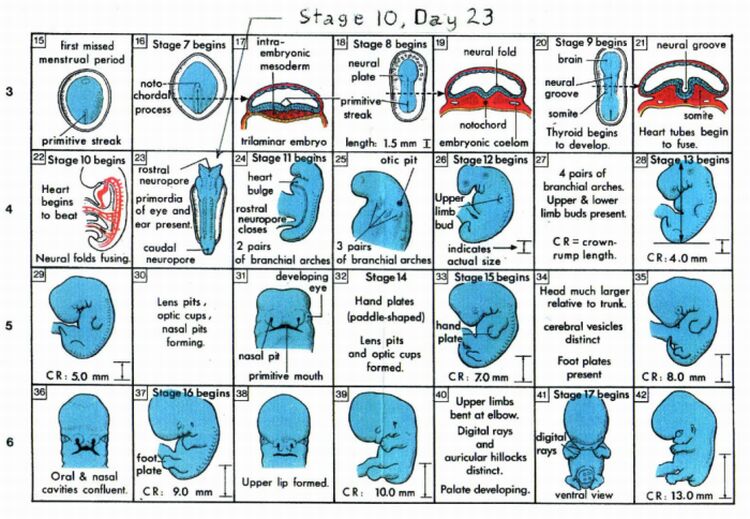 Stage 10, Day 23
3
15
first missed
menstrual period
primitive streak
16
Stage 7 begins
noto-
chordal
process
17
intra-
embryonic
mesoderm
trilaminar embryo
18
Stage 8 begins
neural
plate
primitive
streak
length: 1.5 mm
19
neural fold
notochord
embryonic coelom
20
Stage 9 begins
brain
neural
groove
somite
Thyroid begins
to develop.
21
neural groove
somite
Heart tubes begin
to fuse.
4
22
Stage 10 begins
Heart
begins
to beat
Neural folds fusing.
23
rostral
neuropore
primordia
of eye and
ear present.
caudal
neuropore
24
Stage 11 begins
heart
bulge
rostral
neuropore
closes
2 pairs
of branchial arches
25
otic pit
3 pairs
of branchial arches
26
Stage 12 begins
Upper
limb
bud
indicates
actual size
27
4 pairs of
branchial arches.
Upper & lower
limb buds present.
CR = crown-
rump length.
28
Stage 13 begins
CR: 4.0 mm
5
29
CR: 5.0 mm
30
Lens pits,
optic cups,
nasal pits
forming.
31
developing
eye
nasal pit
primitive mouth
32
Stage 14
Hand plates
(paddle-shaped)
Lens pits
and optic cups
formed.
33
Stage 15 begins
hand
plate
CR: 7.0 mm
34
Head much larger
relative to trunk.
cerebral vesicles
distinct
Foot plates
present
35
CR: 8.0 mm
6
36
Oral & nasal
cavities confluent.
37
Stage 16 begins
foot
plate
CR: 9.0 mm
38
Upper lip formed.
39
CR: 10.0 mm
40
Upper limbs
bent at elbow.
Digital rays
and
auricular hillocks
distinct.
Palate developing.
41
Stage 17 begins
digital
rays
ventral view
42
CR: 13.0 mm